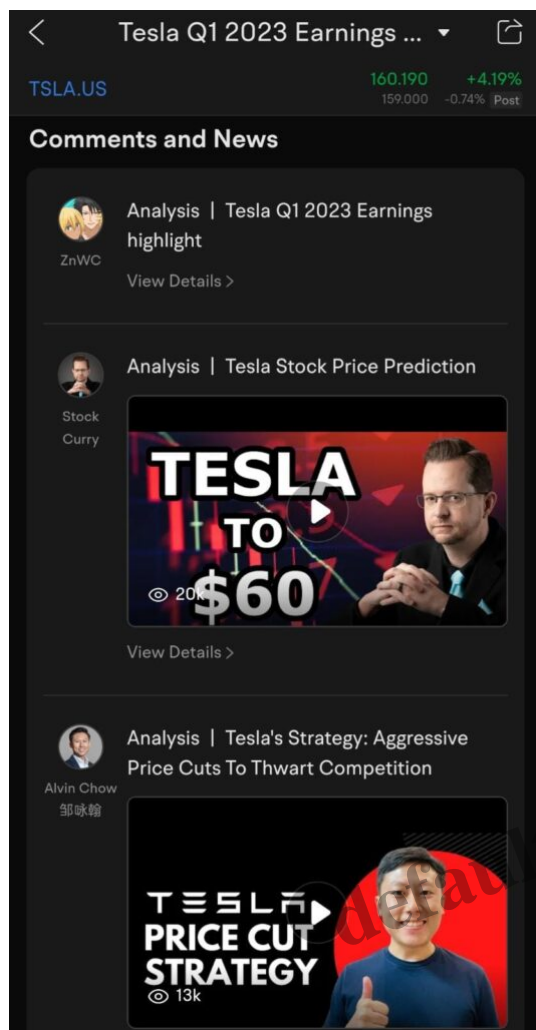 Tesla Q1 2023 Earnings ...
TSLA.US
160.190 +4.19%
159.000 -0.74% Post
Comments and News
Analysis | Tesla Q1 2023 Earnings
highlight
ZnWC
View Details >
Analysis | Tesla Stock Price Prediction
Stock
Curry
TESLA
TO
$60
20k
View Details >
Analysis | Tesla's Strategy: Aggressive
Price Cuts To Thwart Competition
Alvin Chow
邹咏翰
TESLA
PRICE CUT
STRATEGY
13k
defaul